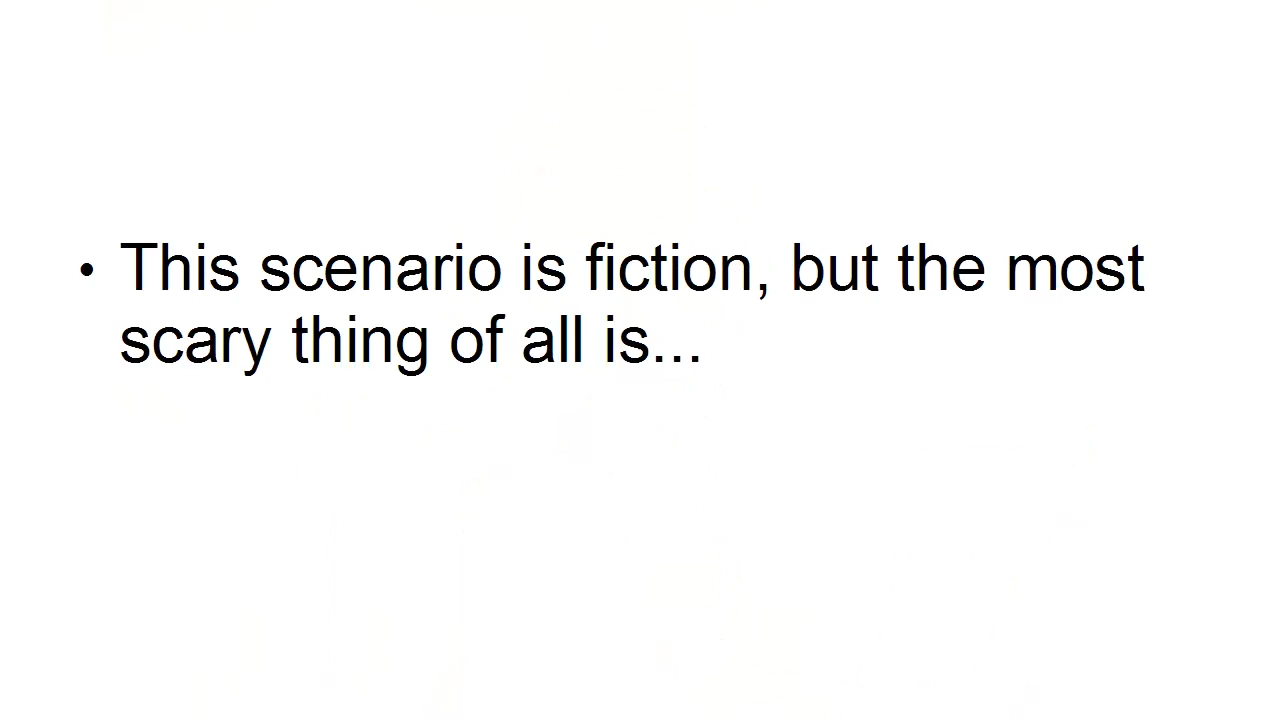 • This scenario is fiction, but the most
scary thing of all is...